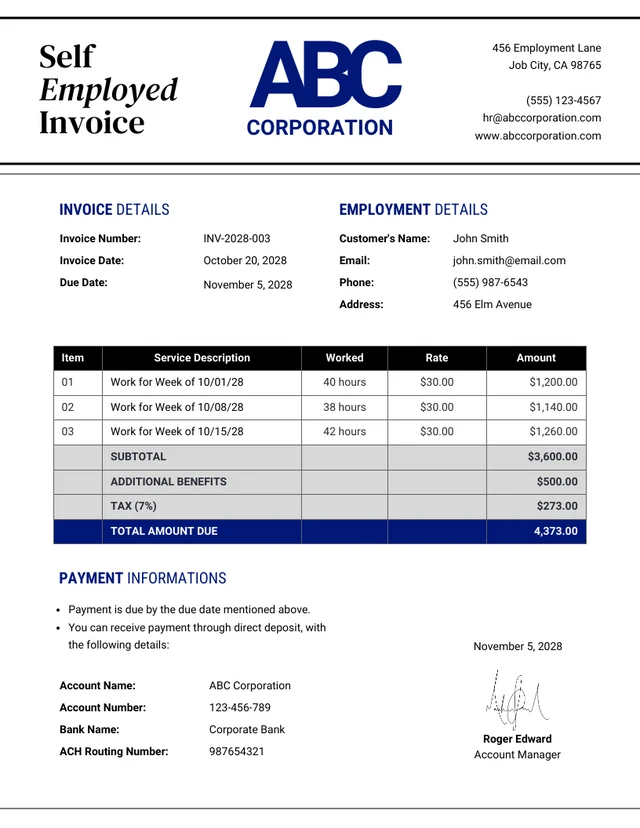 Self
Employed
Invoice
ABC
CORPORATION
456 Employment Lane
Job City, CA 98765
(555) 123-4567
hr@abccorporation.com
www.abccorporation.com
INVOICE DETAILS
Invoice Number: INV-2028-003
Invoice Date: October 20, 2028
Due Date: November 5, 2028
EMPLOYMENT DETAILS
Customer's Name: John Smith
Email: john.smith@email.com
Phone: (555) 987-6543
Address: 456 Elm Avenue
Item Service Description Worked Rate Amount
01 Work for Week of 10/01/28 40 hours $30.00 $1,200.00
02 Work for Week of 10/08/28 38 hours $30.00 $1,140.00
03 Work for Week of 10/15/28 42 hours $30.00 $1,260.00
SUBTOTAL $3,600.00
ADDITIONAL BENEFITS $500.00
TAX (7%) $273.00
TOTAL AMOUNT DUE 4,373.00
PAYMENT INFORMATIONS
• Payment is due by the due date mentioned above.
• You can receive payment through direct deposit, with
the following details:
Account Name: ABC Corporation
Account Number: 123-456-789
Bank Name: Corporate Bank
ACH Routing Number: 987654321
November 5, 2028
Roger Edward
Account Manager